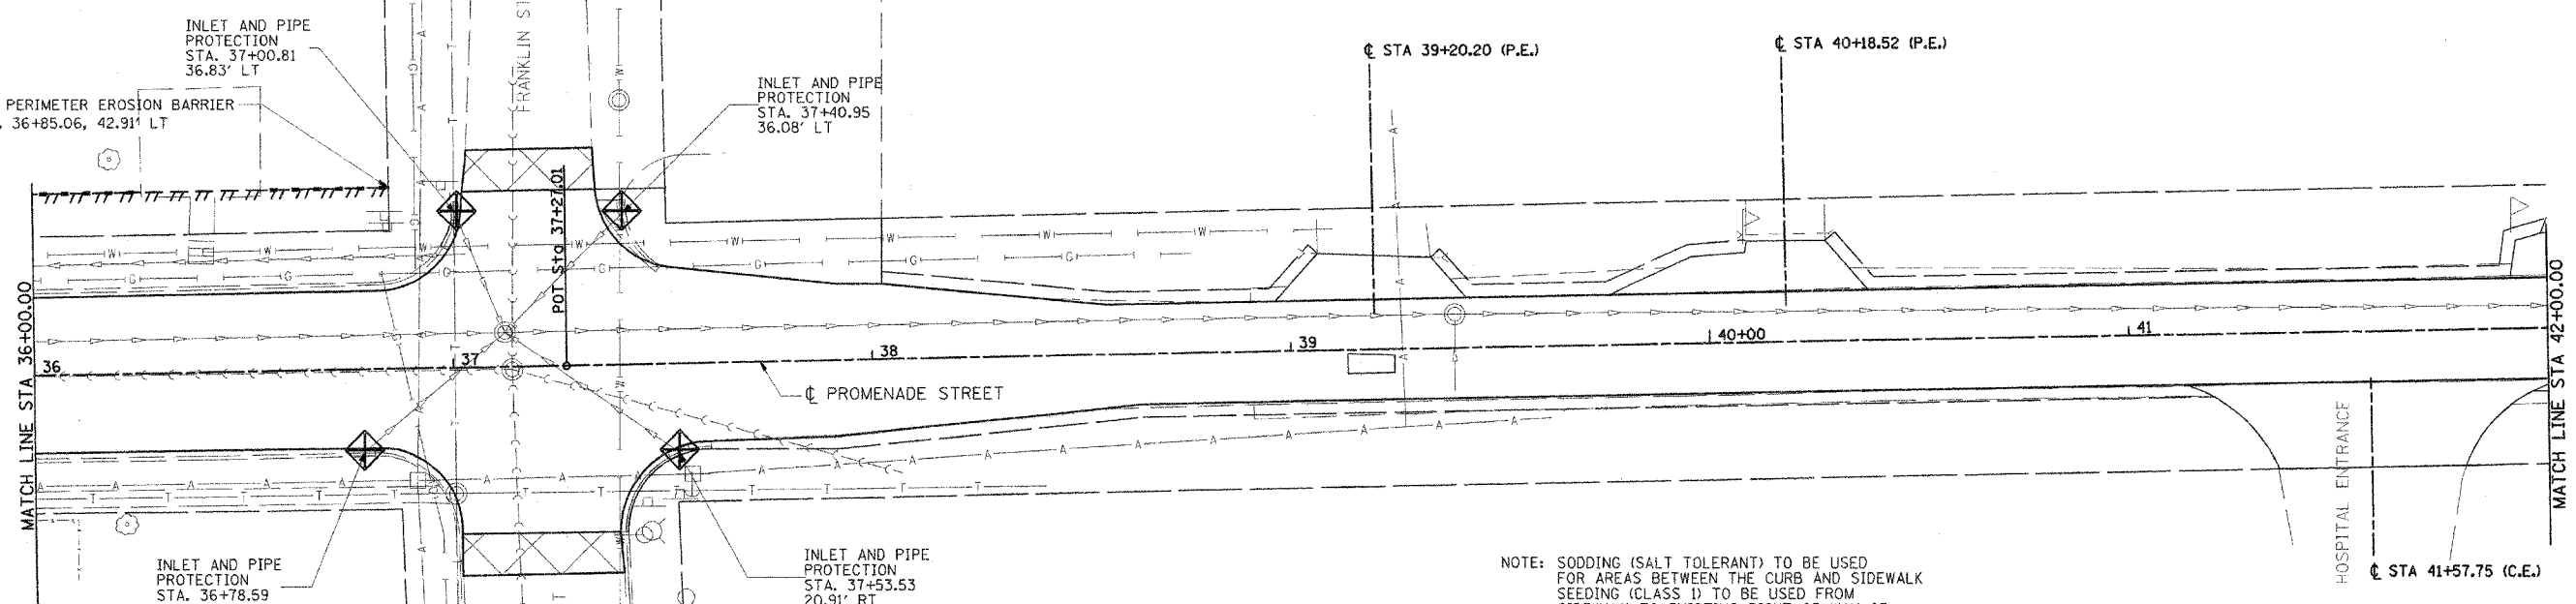 INLET AND PIPE
PROTECTION
STA. 37+00.81
36.83' LT
PERIMETER EROSION BARRIER
36+85.06, 42.91' LT
FRANKLIN ST
INLET AND PIPE
PROTECTION
STA. 37+40.95
36.08' LT
℄ STA 39+20.20 (P.E.)
℄ STA 40+18.52 (P.E.)
POT Sta 37+27.01
MATCH LINE STA 36+00.00
36
37
38
39
40+00
41
℄ PROMENADE STREET
MATCH LINE STA 42+00.00
HOSPITAL ENTRANCE
℄ STA 41+57.75 (C.E.)
INLET AND PIPE
PROTECTION
STA. 36+78.59
INLET AND PIPE
PROTECTION
STA. 37+53.53
20.91' RT
NOTE: SODDING (SALT TOLERANT) TO BE USED
FOR AREAS BETWEEN THE CURB AND SIDEWALK
SEEDING (CLASS 1) TO BE USED FROM